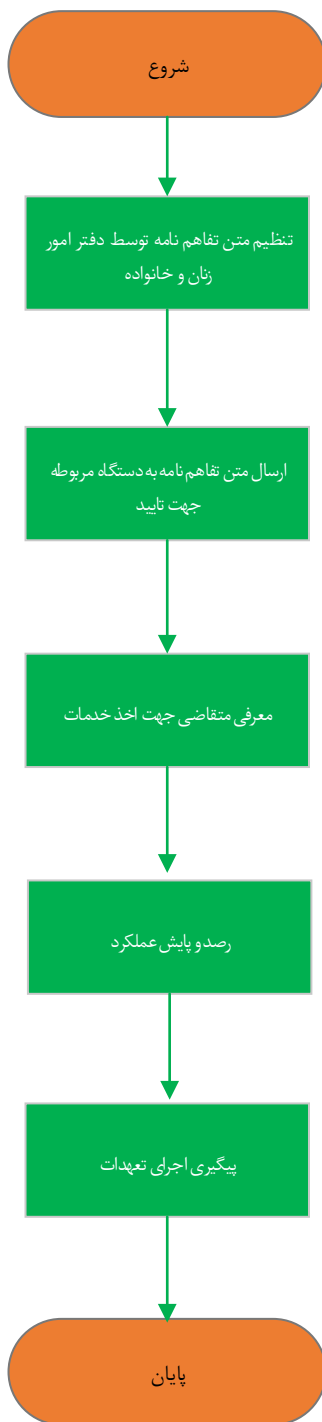 شروع
تنظیم متن تفاهم نامه توسط دفتر امور
زنان و خانواده
ارسال متن تفاهم نامه به دستگاه مربوطه
جهت تایید
معرفی متقاضی جهت اخذ خدمات
رصد و پایش عملکرد
پیگیری اجرای تعهدات
پایان